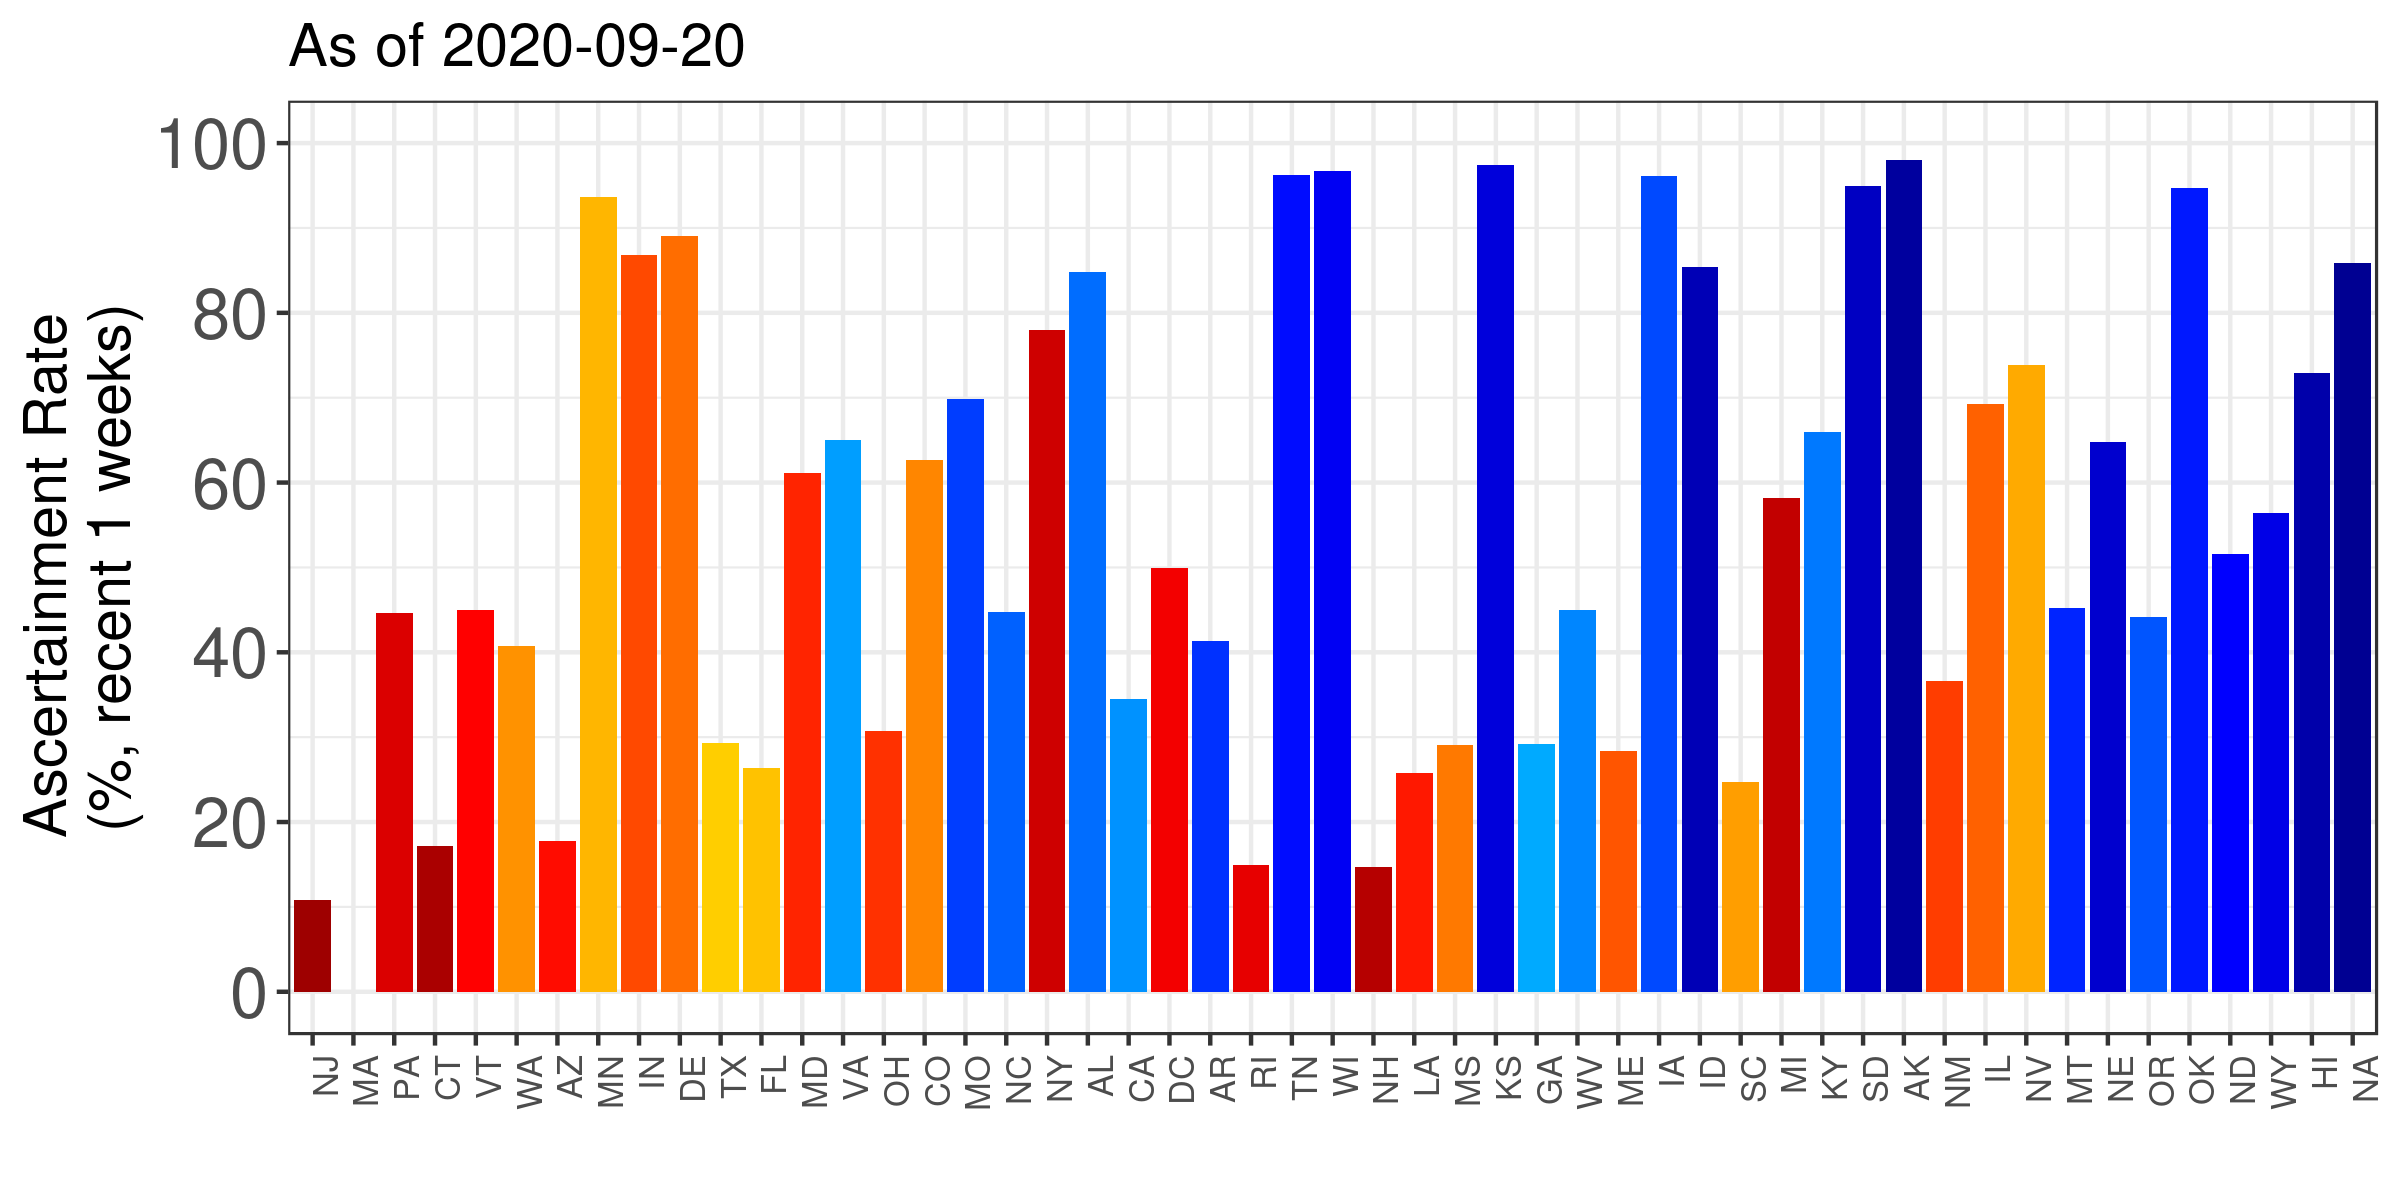 As of 2020-09-20
Ascertainment Rate
(%, recent 1 weeks)
100
80
60
40
20
0
NJ
MA
PA
CT
VT
WA
AZ
MN
IN
DE
TX
FL
MD
VA
OH
CO
MO
NC
NY
AL
CA
DC
AR
RI
TN
WI
NH
LA
MS
KS
GA
WV
ME
IA
ID
SC
MI
KY
SD
AK
NM
IL
NV
MT
NE
OR
OK
ND
WY
HI
NA